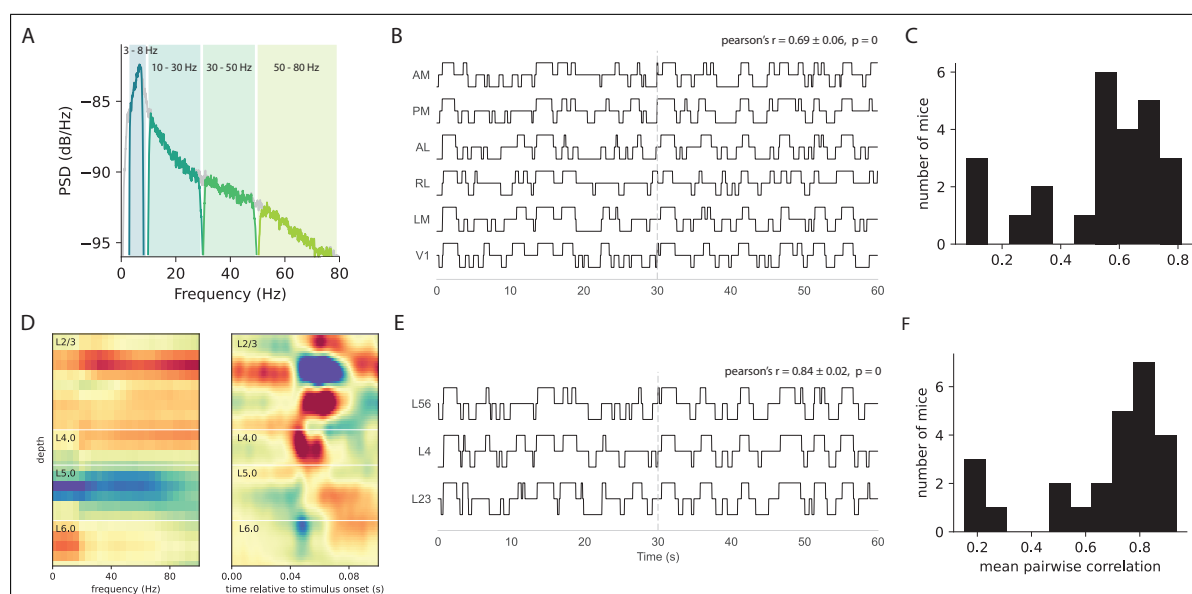 A
3 - 8 Hz
10 - 30 Hz
30 - 50 Hz
50 - 80 Hz
PSD (dB/Hz)
−85
−90
−95
0
20
40
60
80
Frequency (Hz)
B
pearson's r = 0.69 ± 0.06, p = 0
AM
PM
AL
RL
LM
V1
0
10
20
30
40
50
60
C
number of mice
6
4
2
0
0.2
0.4
0.6
0.8
D
depth
L2/3
L4,0
L5,0
L6.0
0
50
frequency (Hz)
L2/3
L4,0
L5.0
L6.0
0.00
0.04
0.08
time relative to stimulus onset (s)
E
pearson's r = 0.84 ± 0.02, p = 0
L56
L4
L23
0
10
20
30
40
50
60
Time (s)
F
number of mice
6
4
2
0
0.2
0.4
0.6
0.8
mean pairwise correlation